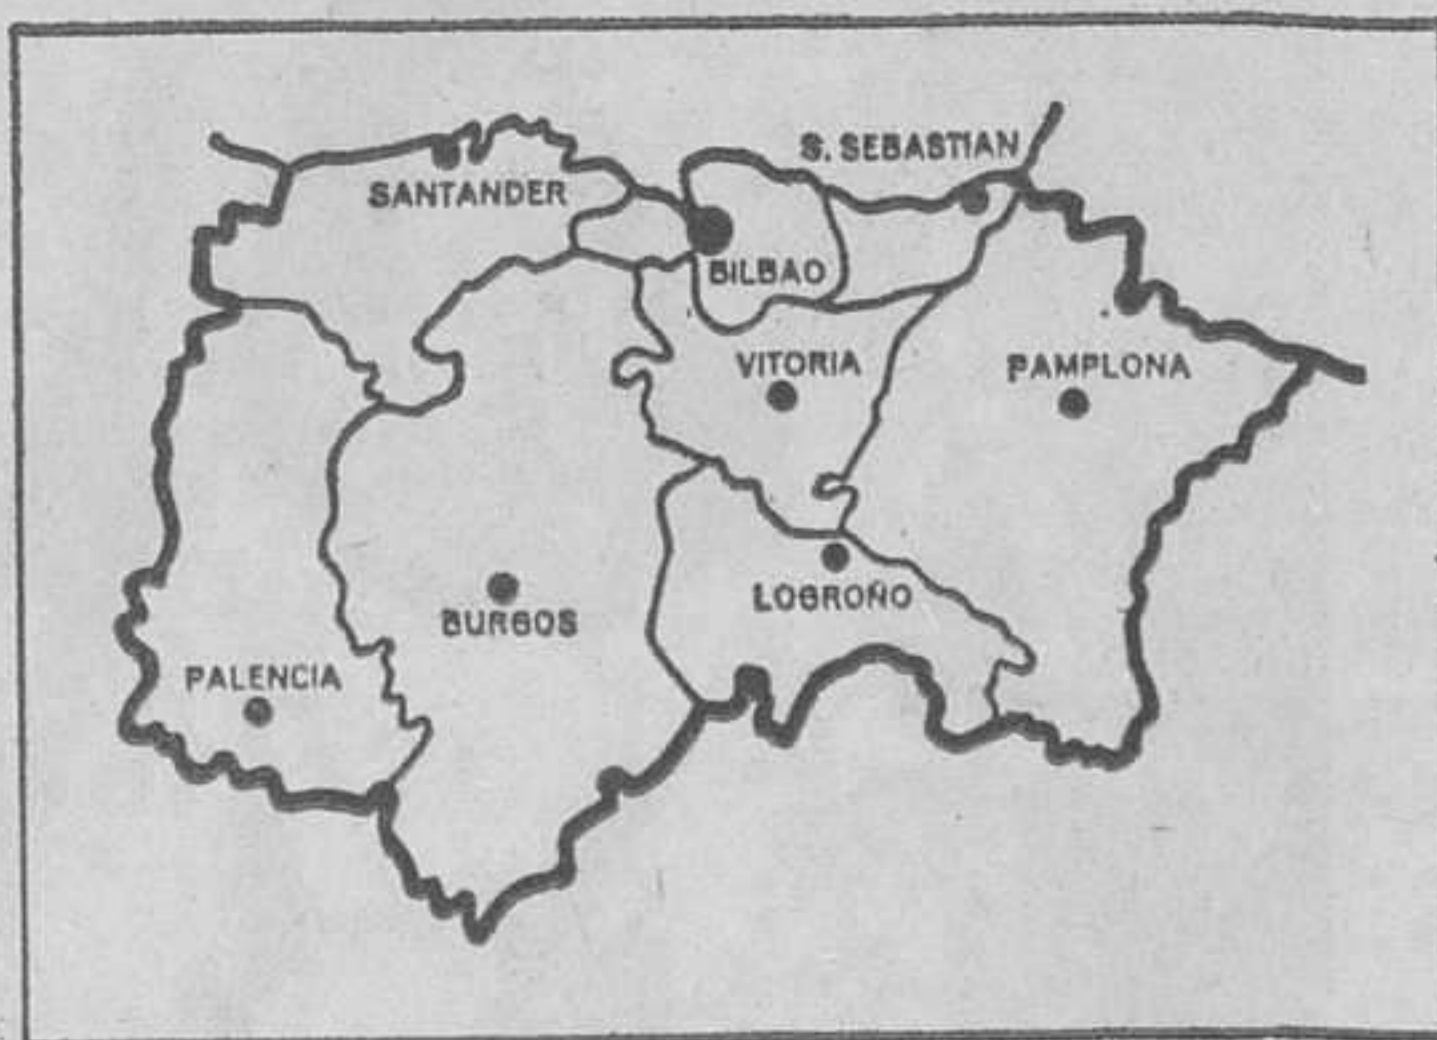 S. SEBASTIAN
SANTANDER
BILBAO
VITORIA
PAMPLONA
LOGROÑO
BURGOS
PALENCIA